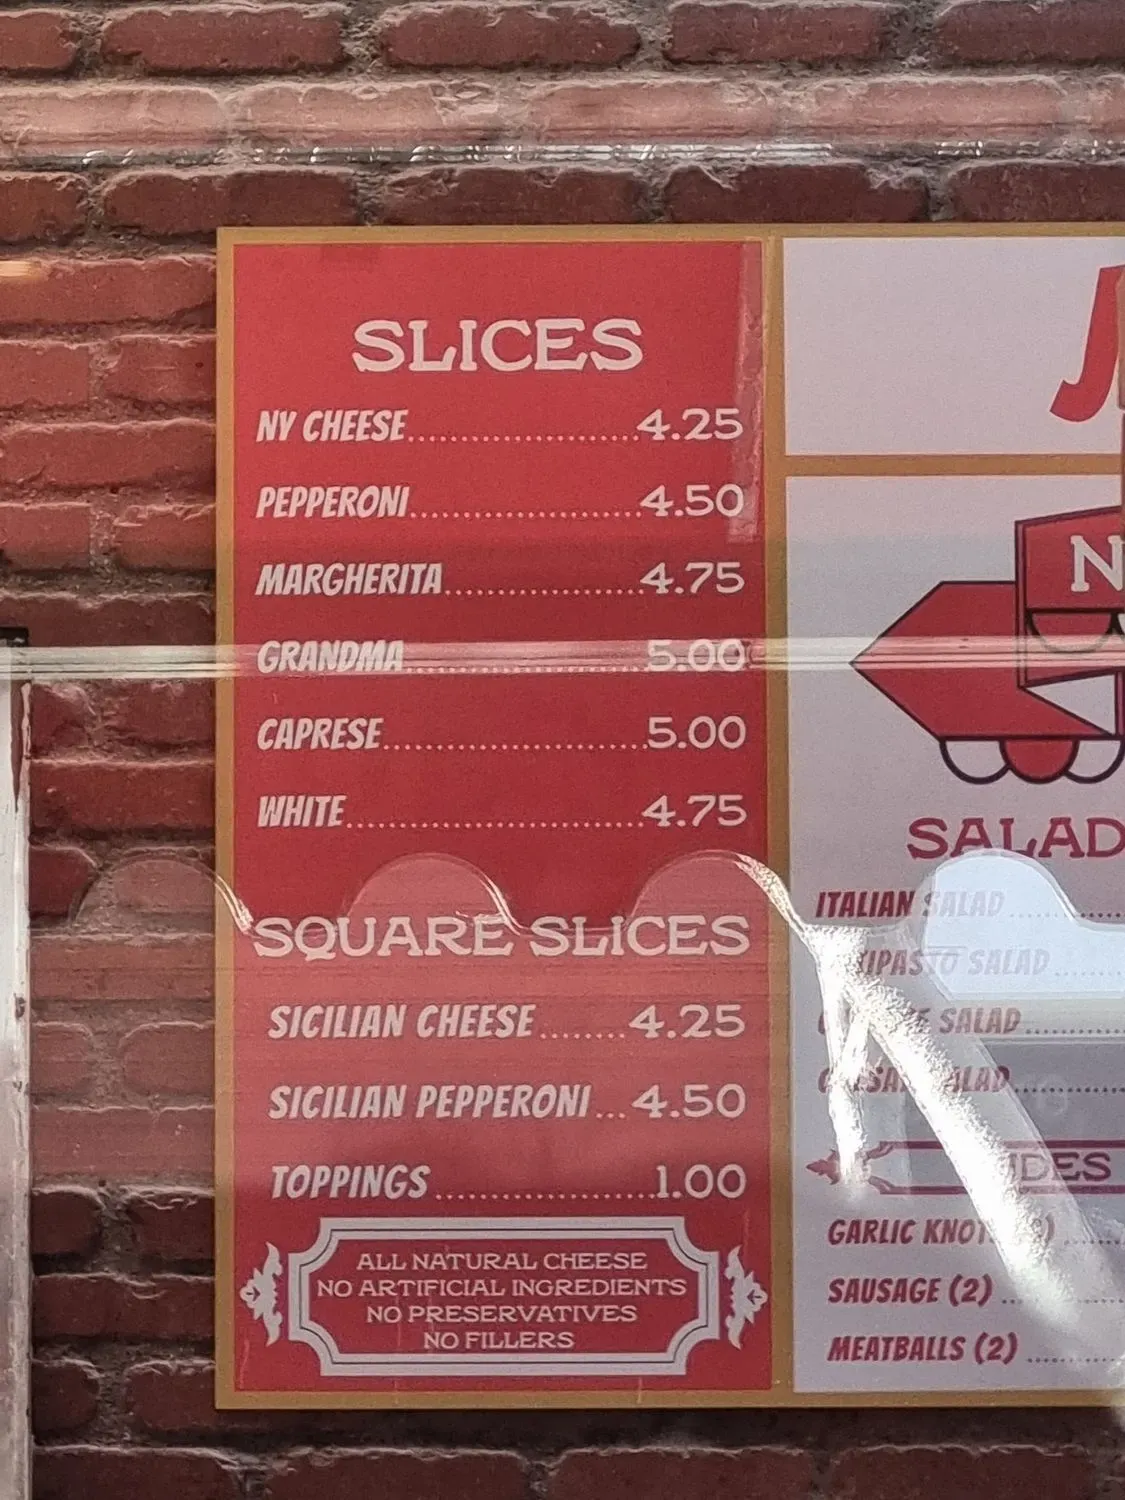 SLICES
NY CHEESE 4.25
PEPPERONI 4.50
MARGHERITA 4.75
GRANDMA 5.00
CAPRESE 5.00
WHITE 4.75
SQUARE SLICES
SICILIAN CHEESE 4.25
SICILIAN PEPPERONI 4.50
TOPPINGS 1.00
ALL NATURAL CHEESE
NO ARTIFICIAL INGREDIENTS
NO PRESERVATIVES
NO FILLERS
J
N
SALAD
ITALIAN SALAD
SALAD
SALAD
SALAD
GARLIC
SAUSAGE (2)
MEATBALLS (2)